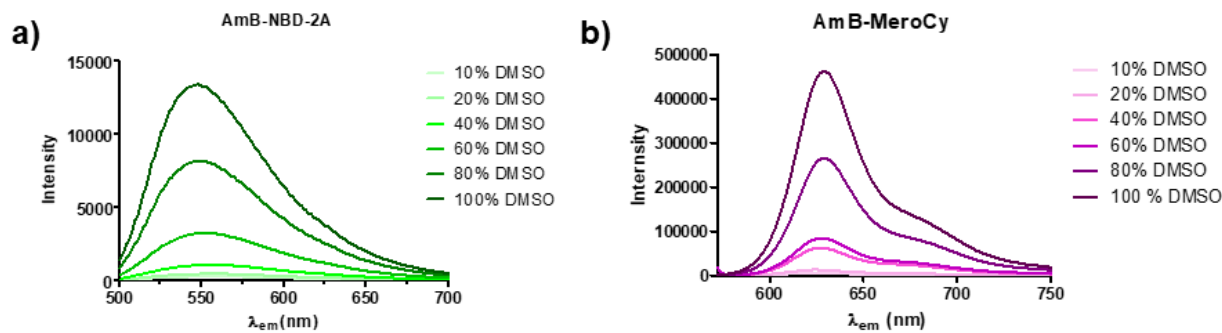 a)
AmB-NBD-2A
15000
10000
5000
0
Intensity
500
550
600
650
700
λem (nm)
10% DMSO
20% DMSO
40% DMSO
60% DMSO
80% DMSO
100% DMSO
b)
AmB-MeroCy
500000
400000
300000
200000
100000
0
Internsity
600
650
700
750
λem (nm)
10% DMSO
20% DMSO
40% DMSO
60% DMSO
80% DMSO
100 % DMSO